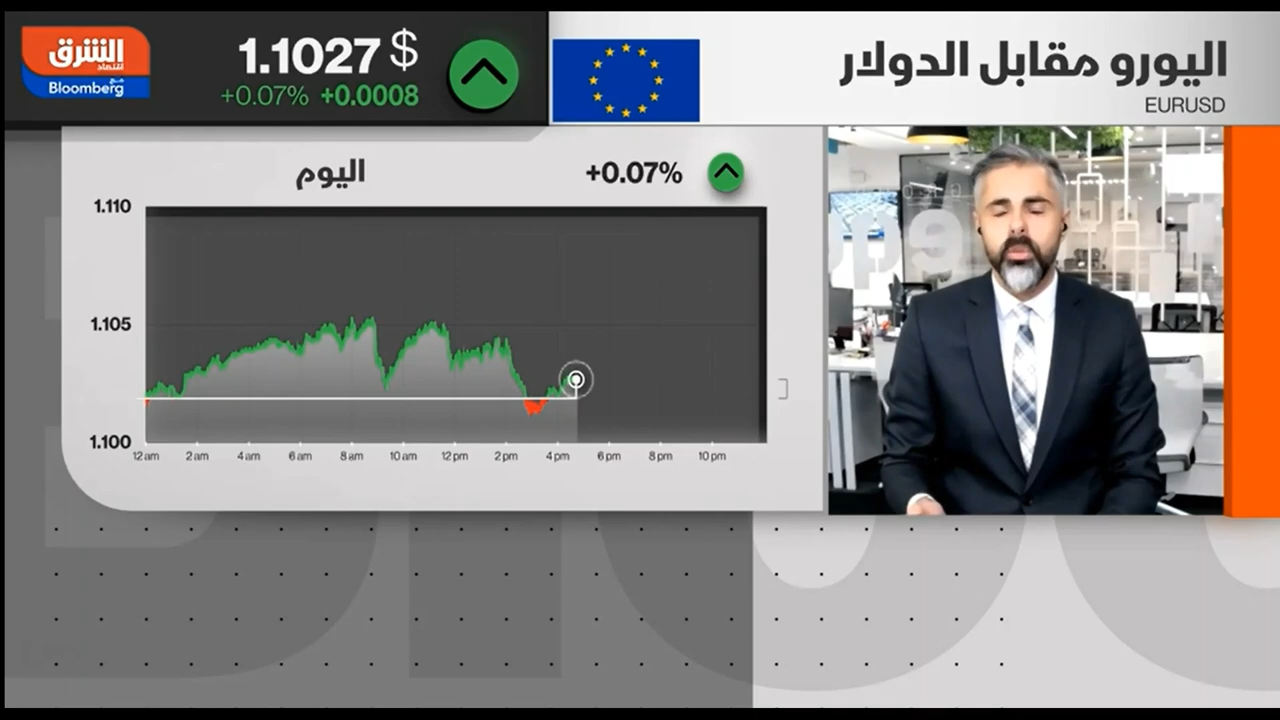 الشرق
اقتصاد
مع
Bloomberg
1.1027 $
+0.07% +0.0008
اليورو مقابل الدولار
EURUSD
اليوم
+0.07%
1.110
1.105
1.100
12 am 2 am 4 am 6 am 8 am 10 am 12 pm 2 pm 4 pm 6 pm 8 pm 10 pm